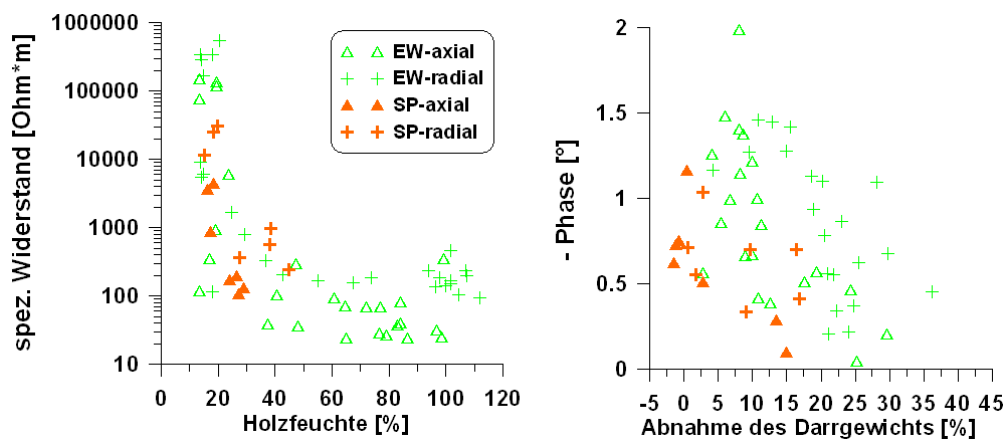 spez. Widerstand [Ohm*m]
1000000
100000
10000
1000
100
10
0 20 40 60 80 100 120
Holzfeuchte [%]
EW-axial
EW-radial
SP-axial
SP-radial
- Phase [°]
2
1.5
1
0.5
0
-5 0 5 10 15 20 25 30 35 40 45
Abnahme des Darrgewichts [%]